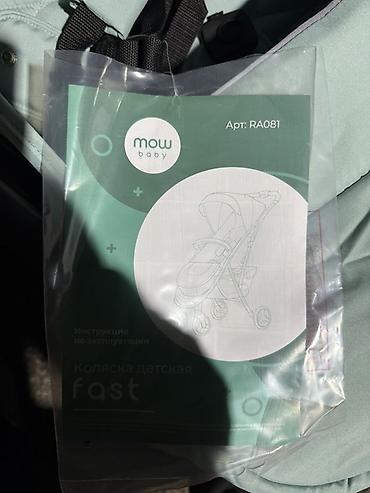 mow
baby
Арт: RA081
Инструкция
по эксплуатации
Коляска детская
fast